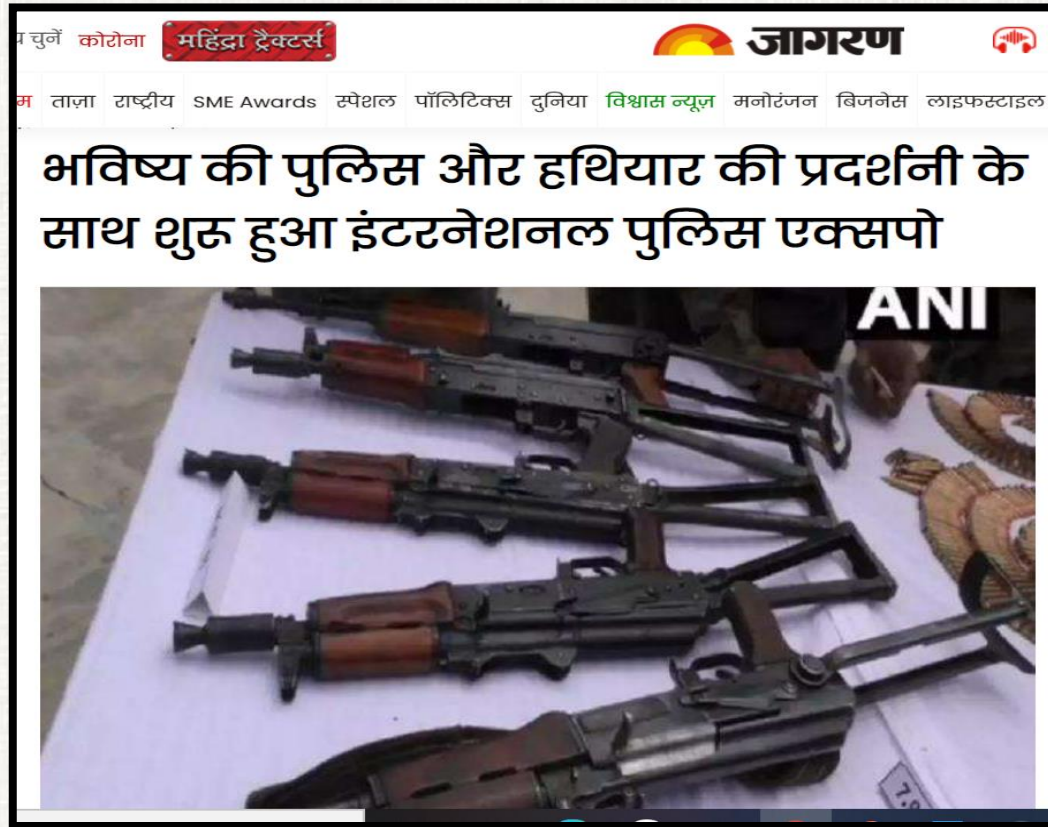 चुनें कोरोना महिंद्रा ट्रैक्टर्स जागरण
म ताज़ा राष्ट्रीय SME Awards स्पेशल पॉलिटिक्स दुनिया विश्वास न्यूज़ मनोरंजन बिजनेस लाइफस्टाइल
भविष्य की पुलिस और हथियार की प्रदर्शनी के
साथ शुरू हुआ इंटरनेशनल पुलिस एक्सपो
ANI